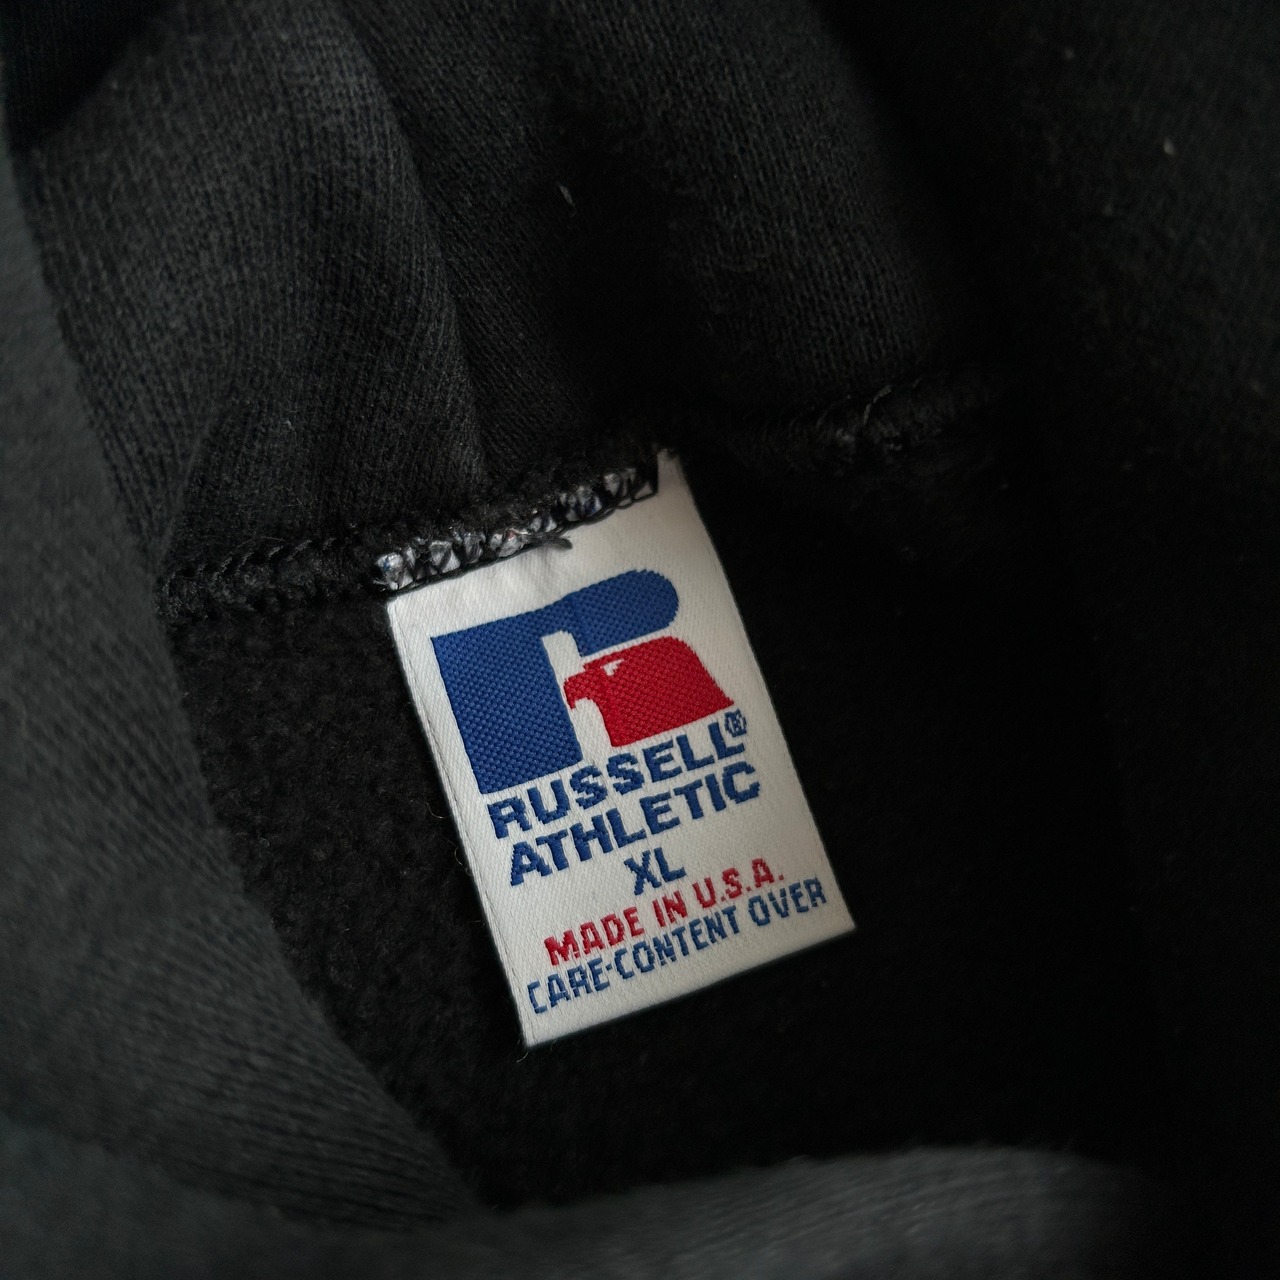 RUSSELL®
ATHLETIC
XL
MADE IN U.S.A.
CARE-CONTENT OVER